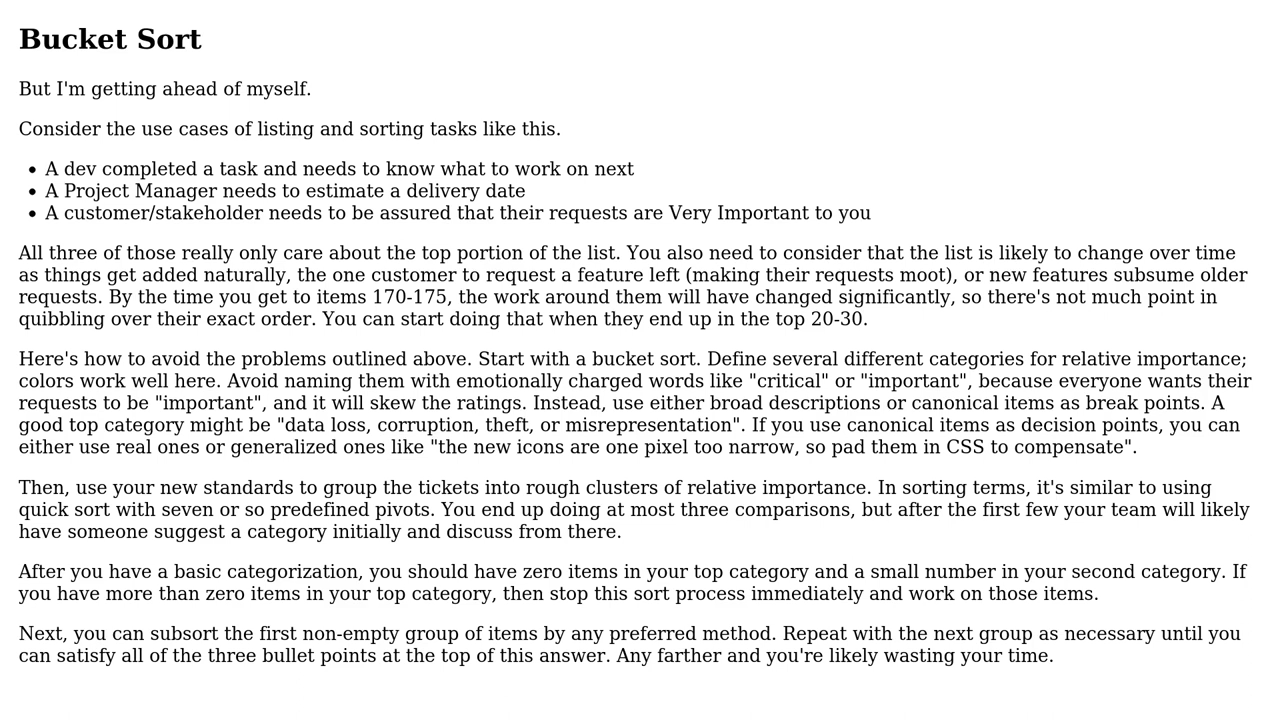 Bucket Sort
But I'm getting ahead of myself.
Consider the use cases of listing and sorting tasks like this.
• A dev completed a task and needs to know what to work on next
• A Project Manager needs to estimate a delivery date
• A customer/stakeholder needs to be assured that their requests are Very Important to you
All three of those really only care about the top portion of the list. You also need to consider that the list is likely to change over time
as things get added naturally, the one customer to request a feature left (making their requests moot), or new features subsume older
requests. By the time you get to items 170-175, the work around them will have changed significantly, so there's not much point in
quibbling over their exact order. You can start doing that when they end up in the top 20-30.
Here's how to avoid the problems outlined above. Start with a bucket sort. Define several different categories for relative importance;
colors work well here. Avoid naming them with emotionally charged words like "critical" or "important", because everyone wants their
requests to be "important", and it will skew the ratings. Instead, use either broad descriptions or canonical items as break points. A
good top category might be "data loss, corruption, theft, or misrepresentation". If you use canonical items as decision points, you can
either use real ones or generalized ones like "the new icons are one pixel too narrow, so pad them in CSS to compensate".
Then, use your new standards to group the tickets into rough clusters of relative importance. In sorting terms, it's similar to using
quick sort with seven or so predefined pivots. You end up doing at most three comparisons, but after the first few your team will likely
have someone suggest a category initially and discuss from there.
After you have a basic categorization, you should have zero items in your top category and a small number in your second category. If
you have more than zero items in your top category, then stop this sort process immediately and work on those items.
Next, you can subsort the first non-empty group of items by any preferred method. Repeat with the next group as necessary until you
can satisfy all of the three bullet points at the top of this answer. Any farther and you're likely wasting your time.